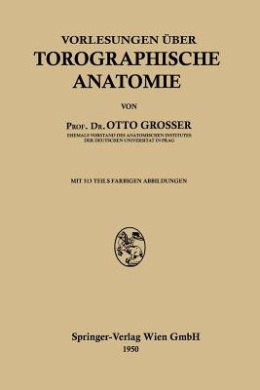 VORLESUNGEN ÜBER
TOROGRAPHISCHE
ANATOMIE
VON
PROF. DR. OTTO GROSSER
EHEMALS VORSTAND DES ANATOMISCHEN INSTITUTES
DER DEUTSCHEN UNIVERSITÄT IN PRAG
MIT 313 TEILS FARBIGEN ABBILDUNGEN
Springer-Verlag Wien GmbH
1950